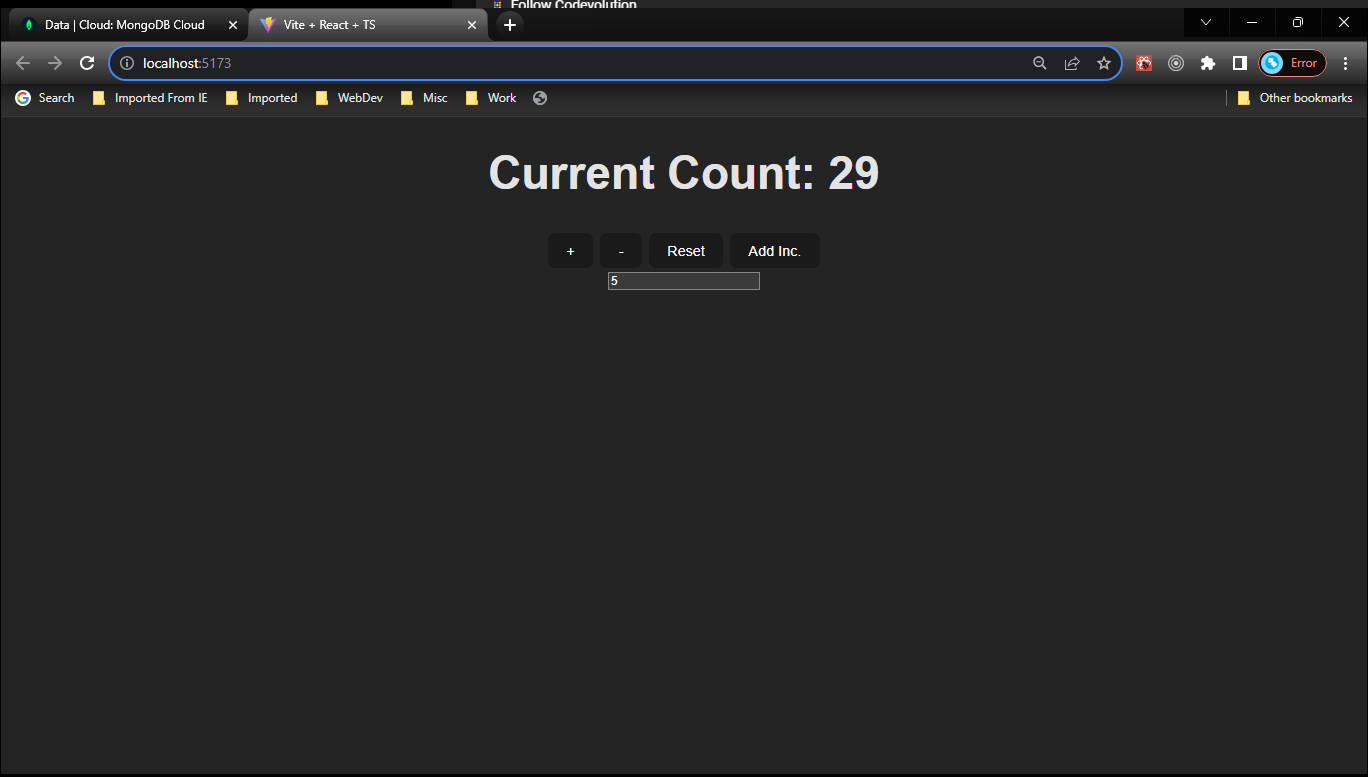 Follow Codevolution
Data | Cloud: MongoDB Cloud
Vite + React + TS
localhost:5173
Error
Search
Imported From IE
Imported
WebDev
Misc
Work
Other bookmarks
Current Count: 29
+ - Reset Add Inc.
5